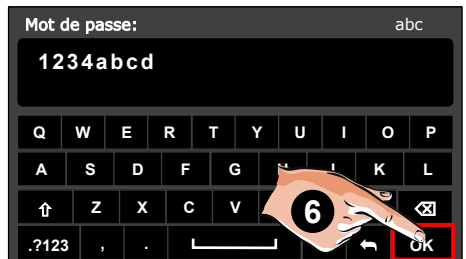 Mot de passe: abc
1234abcd
Q W E R T Y U I O P
A S D F G H J K L
Z X C V 6
.?123 , . OK